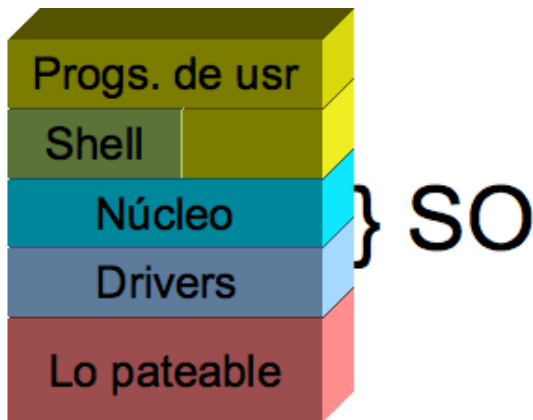 Progs. de usr
Shell
Núcleo
} SO
Drivers
Lo pateable